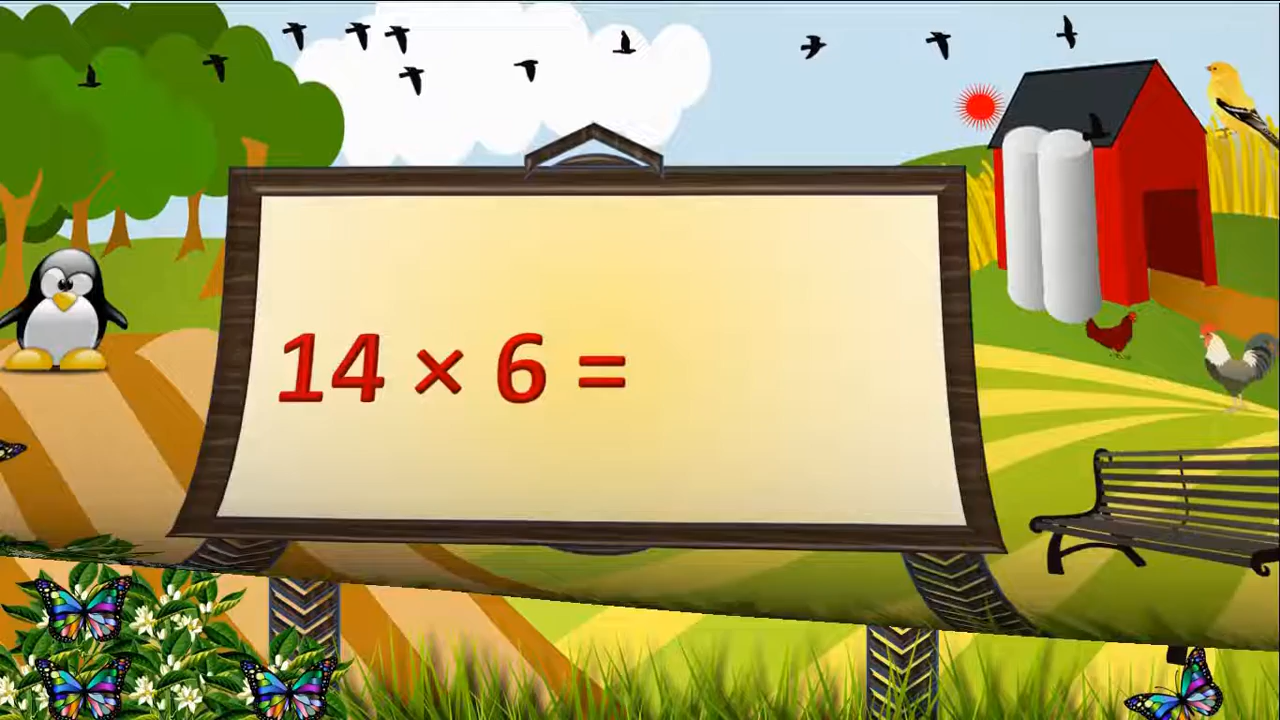 14 × 6 =